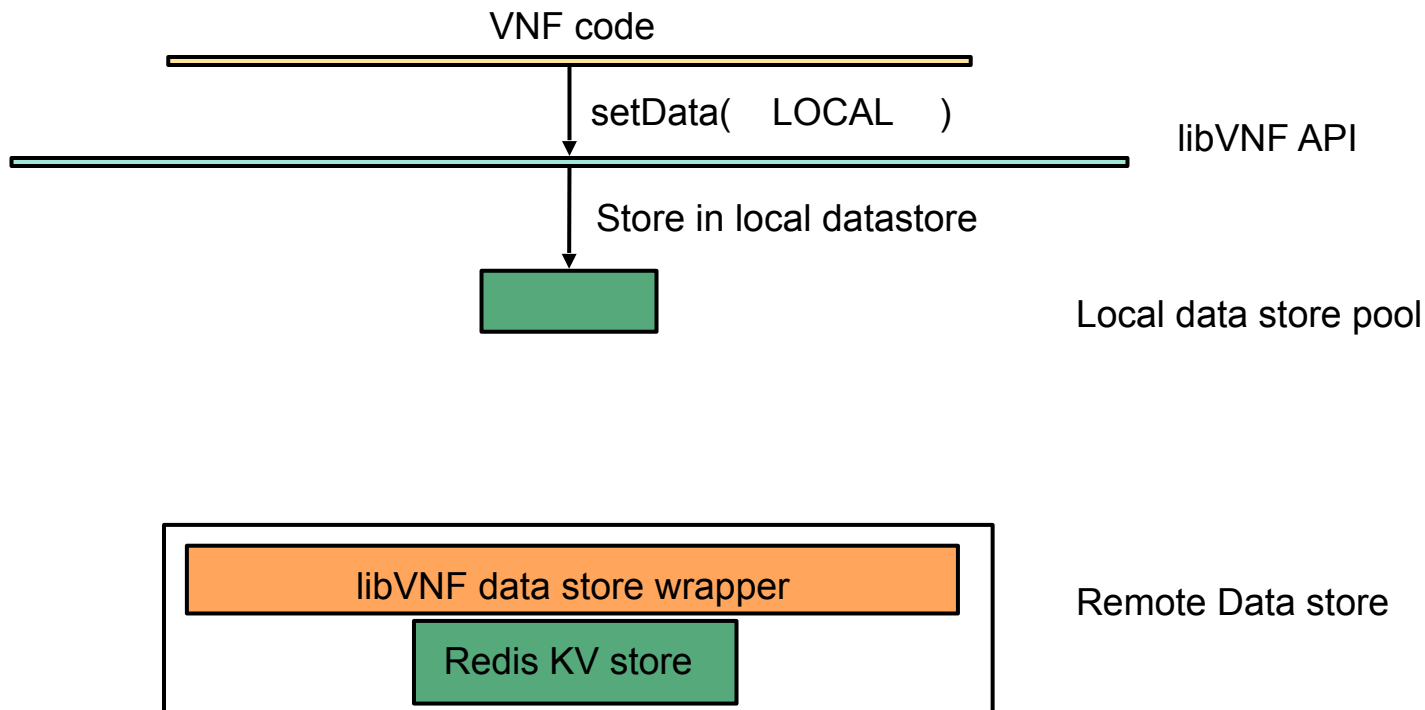 VNF code
setData( LOCAL )
libVNF API
Store in local datastore
Local data store pool
libVNF data store wrapper
Remote Data store
Redis KV store